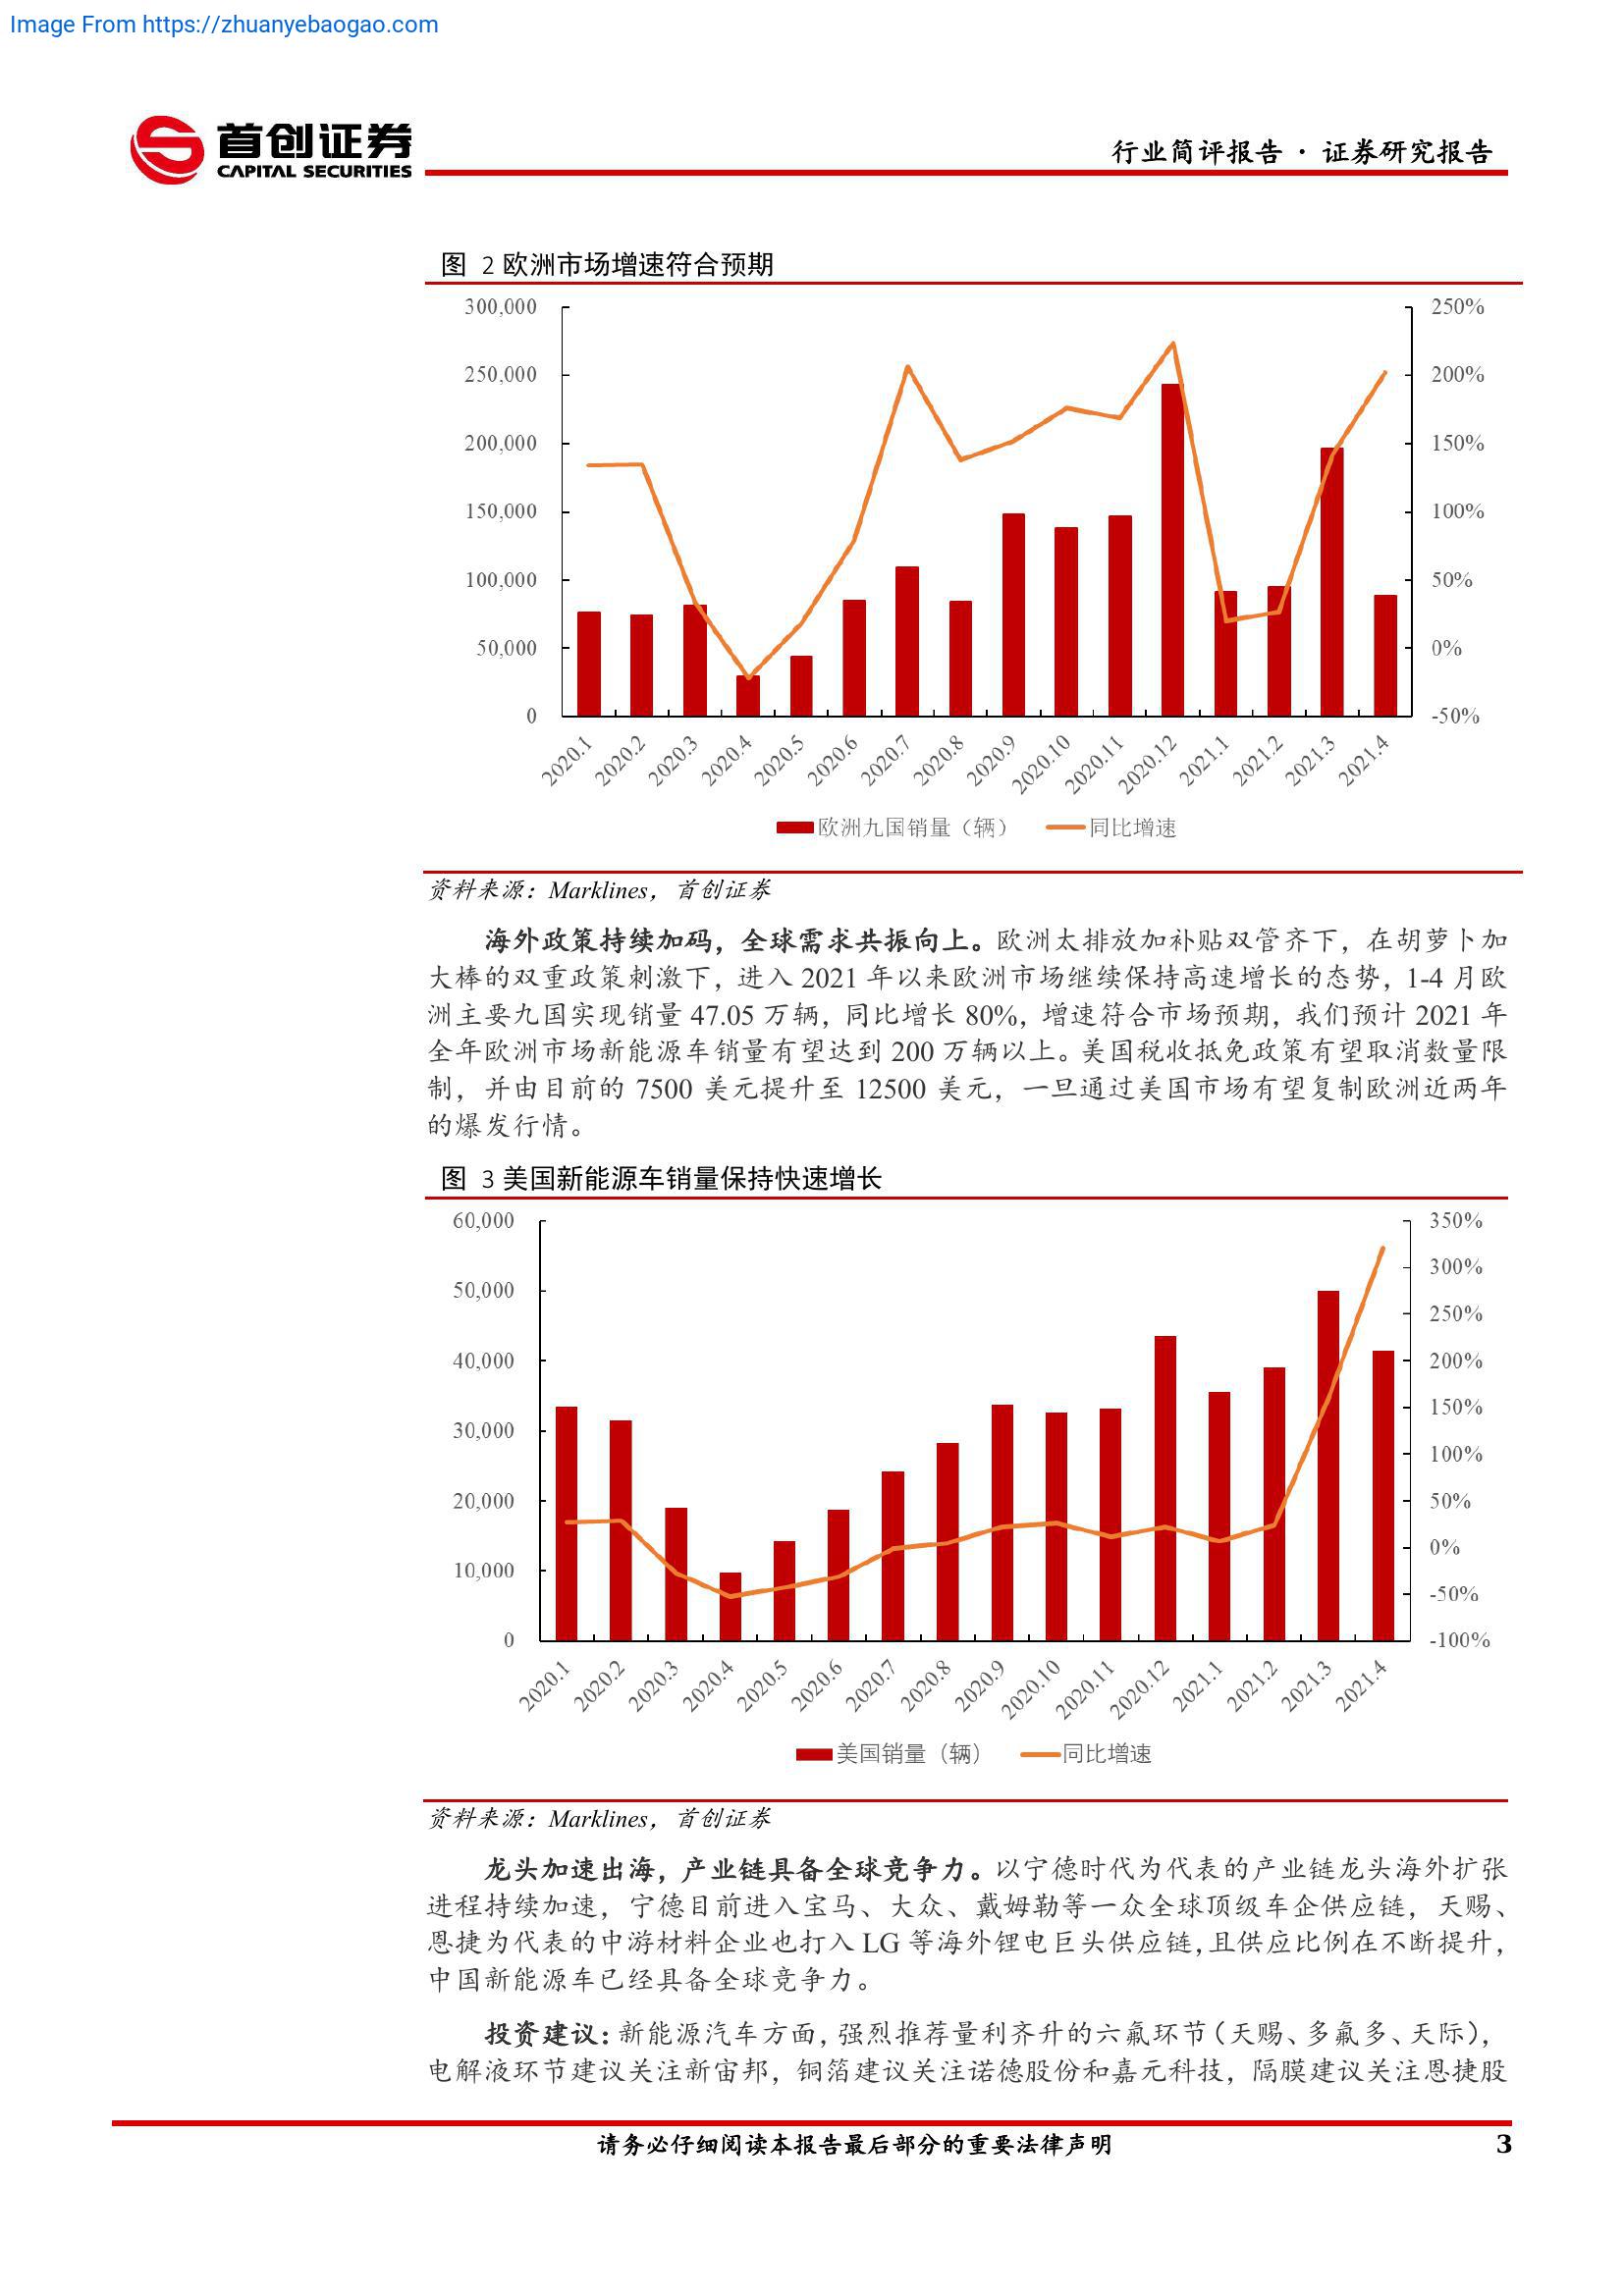 Image From https://zhuanyebaogao.com
首创证券
CAPITAL SECURITIES
行业简评报告 · 证券研究报告
图 2 欧洲市场增速符合预期
300,000 250%
250,000 200%
200,000 150%
150,000 100%
100,000 50%
50,000 0%
0 -50%
2020.1 2020.2 2020.3 2020.4 2020.5 2020.6 2020.7 2020.8 2020.9 2020.10 2020.11 2020.12 2021.1 2021.2 2021.3 2021.4
欧洲九国销量（辆） 同比增速
资料来源：Marklines，首创证券
海外政策持续加码，全球需求共振向上。欧洲太排放加补贴双管齐下，在胡萝卜加
大棒的双重政策刺激下，进入 2021 年以来欧洲市场继续保持高速增长的态势，1-4 月欧
洲主要九国实现销量 47.05 万辆，同比增长 80%，增速符合市场预期，我们预计 2021 年
全年欧洲市场新能源车销量有望达到 200 万辆以上。美国税收抵免政策有望取消数量限
制，并由目前的 7500 美元提升至 12500 美元，一旦通过美国市场有望复制欧洲近两年
的爆发行情。
图 3 美国新能源车销量保持快速增长
60,000 350%
300%
50,000
250%
40,000 200%
150%
30,000
100%
20,000 50%
0%
10,000
-50%
0 -100%
2020.1 2020.2 2020.3 2020.4 2020.5 2020.6 2020.7 2020.8 2020.9 2020.10 2020.11 2020.12 2021.1 2021.2 2021.3 2021.4
美国销量（辆） 同比增速
资料来源：Marklines，首创证券
龙头加速出海，产业链具备全球竞争力。以宁德时代为代表的产业链龙头海外扩张
进程持续加速，宁德目前进入宝马、大众、戴姆勒等一众全球顶级车企供应链，天赐、
恩捷为代表的中游材料企业也打入 LG 等海外锂电巨头供应链,且供应比例在不断提升，
中国新能源车已经具备全球竞争力。
投资建议：新能源汽车方面，强烈推荐量利齐升的六氟环节（天赐、多氟多、天际），
电解液环节建议关注新宙邦，铜箔建议关注诺德股份和嘉元科技，隔膜建议关注恩捷股
请务必仔细阅读本报告最后部分的重要法律声明 3